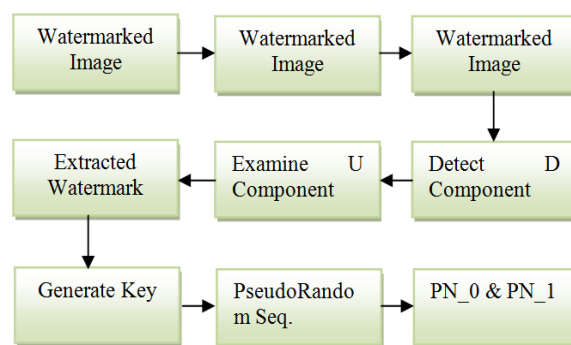 Watermarked
Image
Watermarked
Image
Watermarked
Image
Extracted
Watermark
Examine U
Component
Detect D
Component
Generate Key
PseudoRando
m Seq.
PN_0 & PN_1